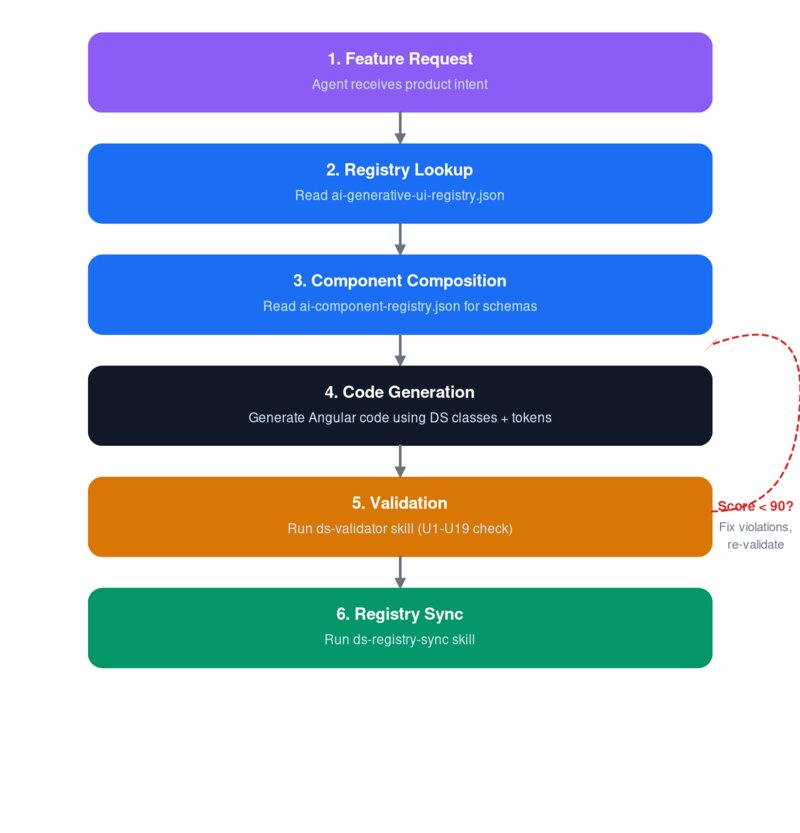 1. Feature Request
Agent receives product intent
2. Registry Lookup
Read ai-generative-ui-registry.json
3. Component Composition
Read ai-component-registry.json for schemas
4. Code Generation
Generate Angular code using DS classes + tokens
5. Validation
Run ds-validator skill (U1-U19 check)
Score < 90?
Fix violations,
re-validate
6. Registry Sync
Run ds-registry-sync skill